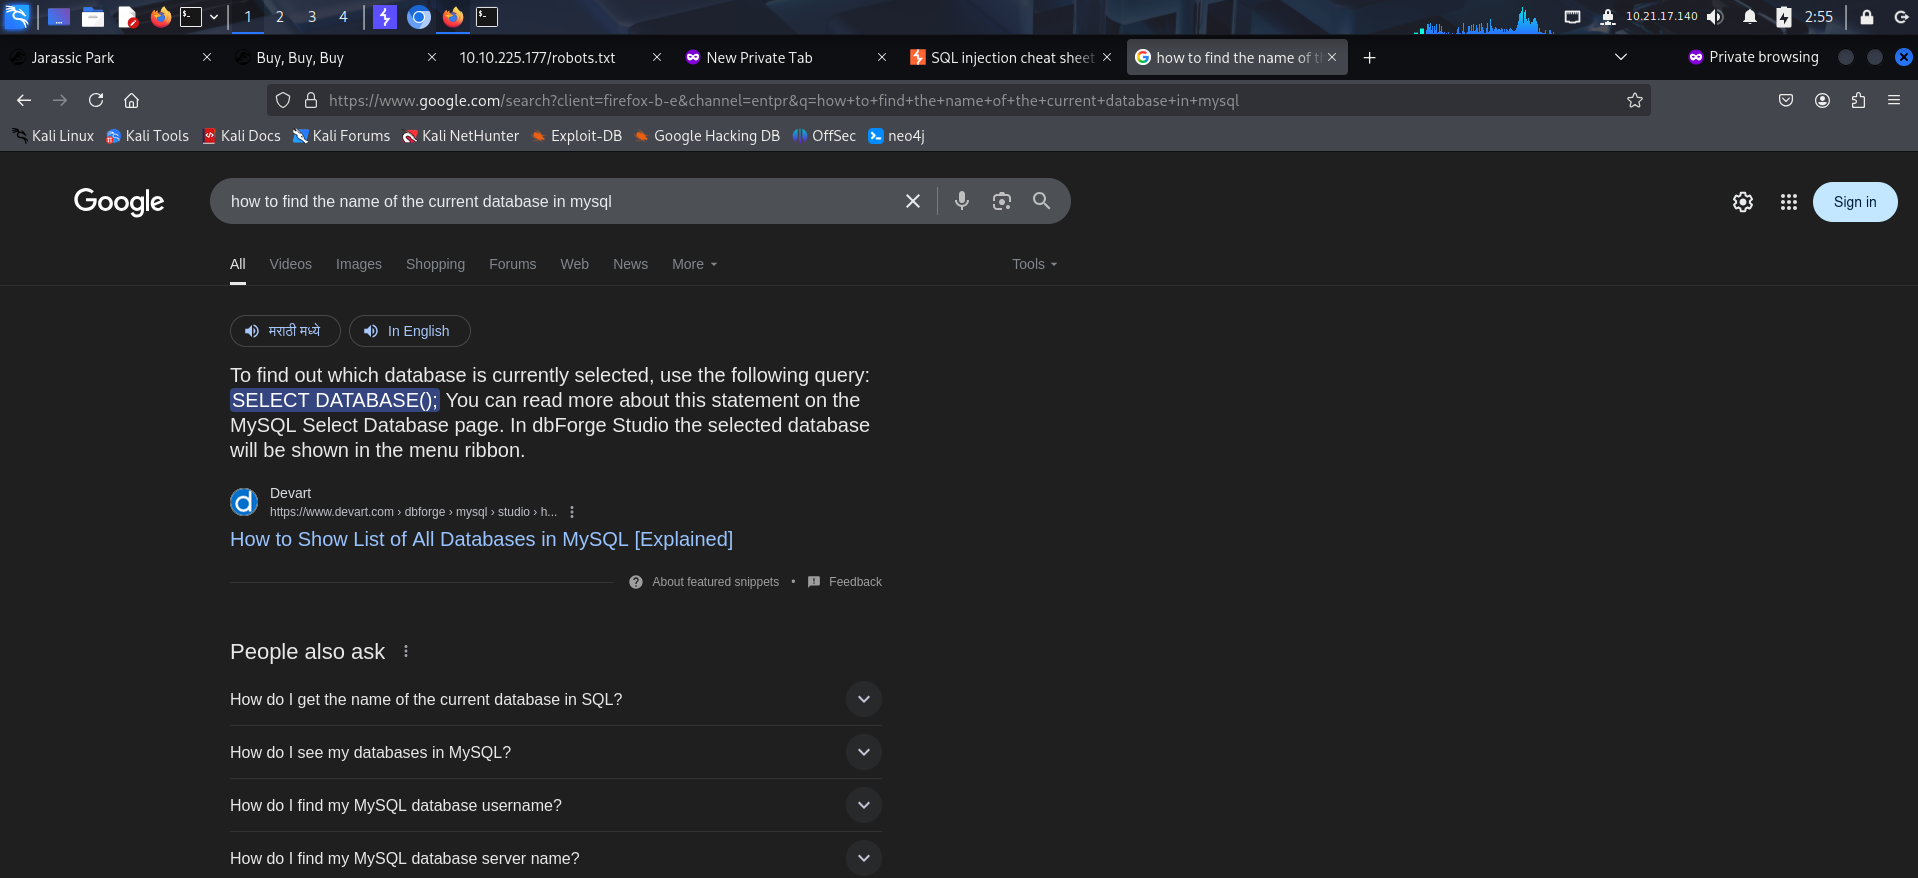 1 2 3 4 10.21.17.140 2:55
Jarassic Park Buy, Buy, Buy 10.10.225.177/robots.txt New Private Tab SQL injection cheat sheet how to find the name of th Private browsing
https://www.google.com/search?client=firefox-b-e&channel=entpr&q=how+to+find+the+name+of+the+current+database+in+mysql
Kali Linux Kali Tools Kali Docs Kali Forums Kali NetHunter Exploit-DB Google Hacking DB OffSec neo4j
Google how to find the name of the current database in mysql Sign in
All Videos Images Shopping Forums Web News More Tools
मराठी मध्ये In English
To find out which database is currently selected, use the following query:
SELECT DATABASE(); You can read more about this statement on the
MySQL Select Database page. In dbForge Studio the selected database
will be shown in the menu ribbon.
Devart
https://www.devart.com › dbforge › mysql › studio › h...
How to Show List of All Databases in MySQL [Explained]
About featured snippets • Feedback
People also ask
How do I get the name of the current database in SQL?
How do I see my databases in MySQL?
How do I find my MySQL database username?
How do I find my MySQL database server name?